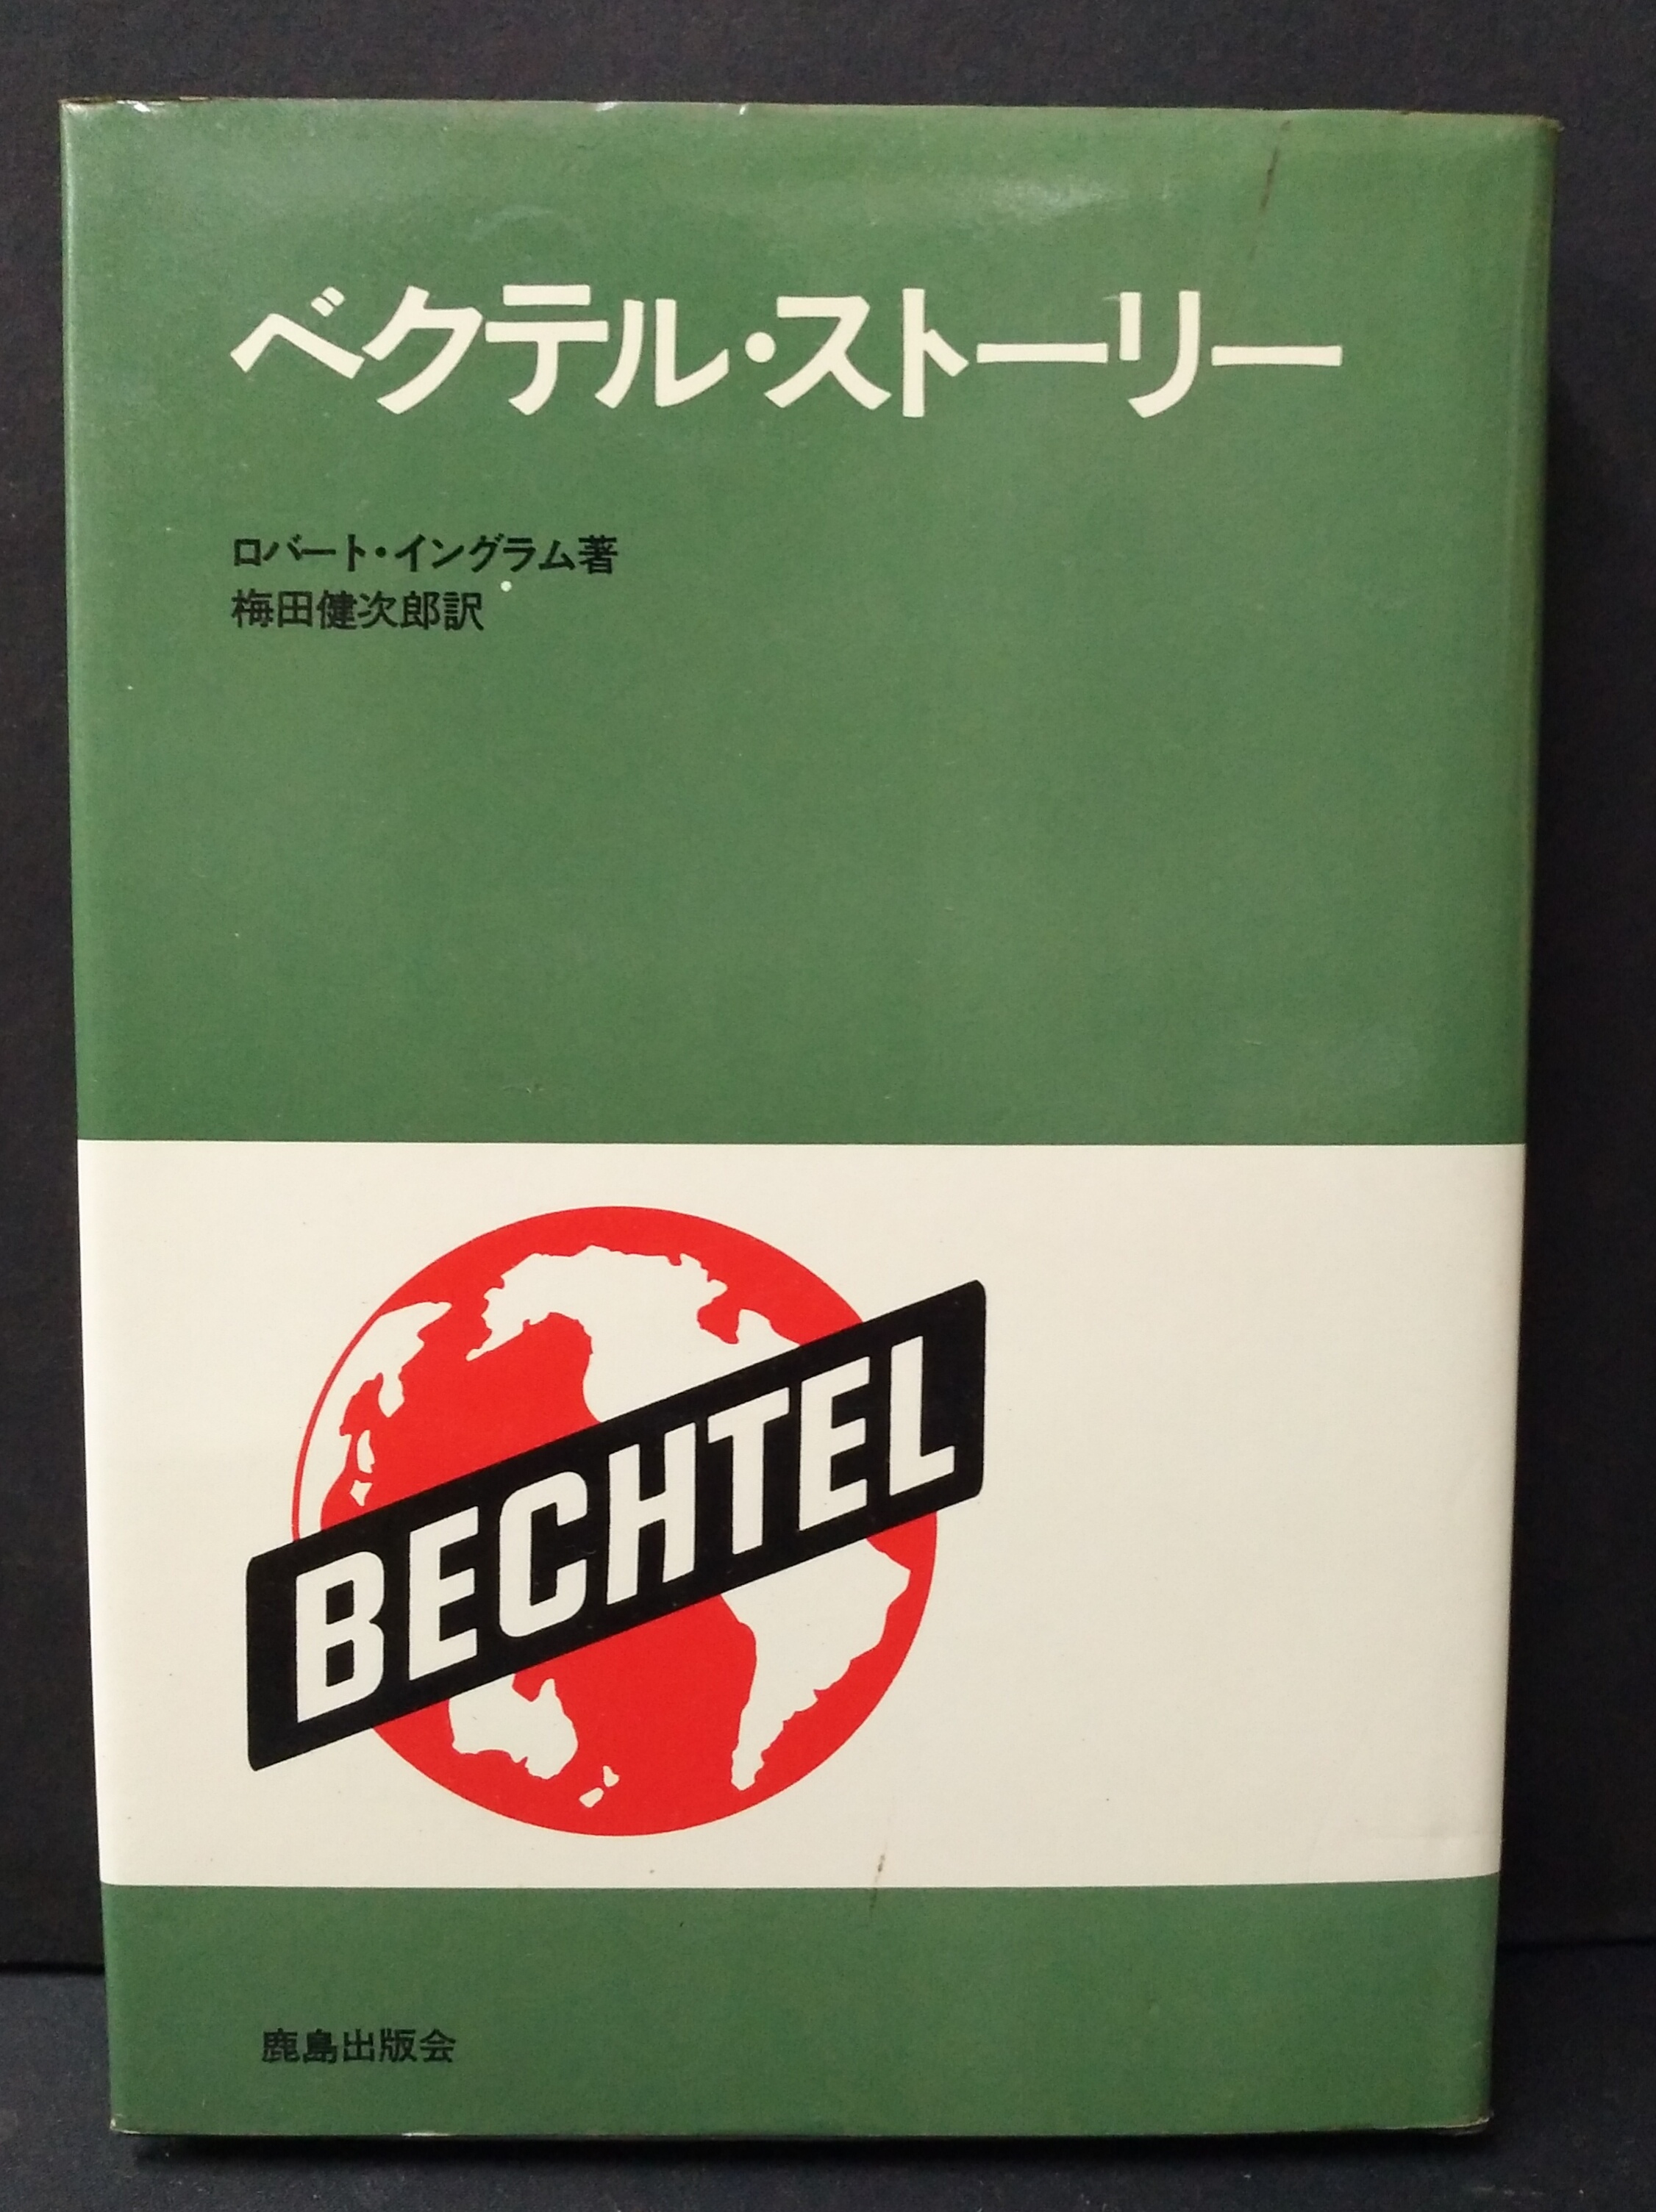 ベクテル・ストーリー
ロバート・イングラム著
梅田健次郎訳
BECHTEL
鹿島出版会